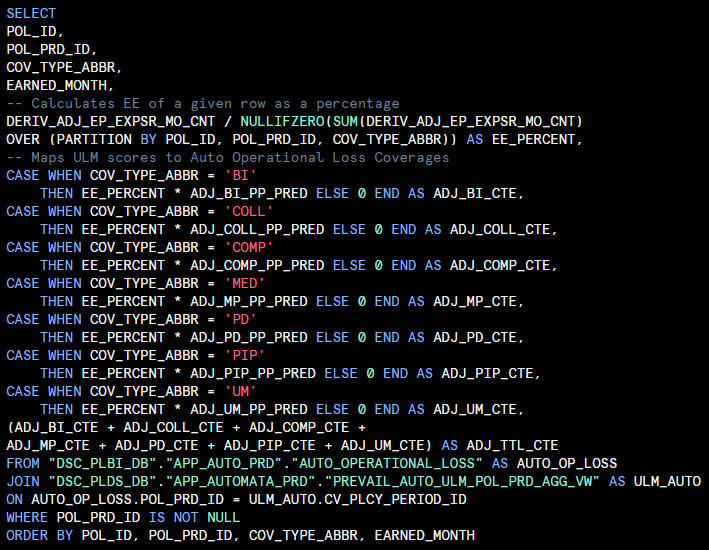 SELECT
POL_ID,
POL_PRD_ID,
COV_TYPE_ABBR,
EARNED_MONTH,
-- Calculates EE of a given row as a percentage
DERIV_ADJ_EP_EXPSR_MO_CNT / NULLIFZERO(SUM(DERIV_ADJ_EP_EXPSR_MO_CNT)
OVER (PARTITION BY POL_ID, POL_PRD_ID, COV_TYPE_ABBR)) AS EE_PERCENT,
-- Maps ULM scores to Auto Operational Loss Coverages
CASE WHEN COV_TYPE_ABBR = 'BI'
    THEN EE_PERCENT * ADJ_BI_PP_PRED ELSE 0 END AS ADJ_BI_CTE,
CASE WHEN COV_TYPE_ABBR = 'COLL'
    THEN EE_PERCENT * ADJ_COLL_PP_PRED ELSE 0 END AS ADJ_COLL_CTE,
CASE WHEN COV_TYPE_ABBR = 'COMP'
    THEN EE_PERCENT * ADJ_COMP_PP_PRED ELSE 0 END AS ADJ_COMP_CTE,
CASE WHEN COV_TYPE_ABBR = 'MED'
    THEN EE_PERCENT * ADJ_MP_PP_PRED ELSE 0 END AS ADJ_MP_CTE,
CASE WHEN COV_TYPE_ABBR = 'PD'
    THEN EE_PERCENT * ADJ_PD_PP_PRED ELSE 0 END AS ADJ_PD_CTE,
CASE WHEN COV_TYPE_ABBR = 'PIP'
    THEN EE_PERCENT * ADJ_PIP_PP_PRED ELSE 0 END AS ADJ_PIP_CTE,
CASE WHEN COV_TYPE_ABBR = 'UM'
    THEN EE_PERCENT * ADJ_UM_PP_PRED ELSE 0 END AS ADJ_UM_CTE,
(ADJ_BI_CTE + ADJ_COLL_CTE + ADJ_COMP_CTE +
ADJ_MP_CTE + ADJ_PD_CTE + ADJ_PIP_CTE + ADJ_UM_CTE) AS ADJ_TTL_CTE
FROM "DSC_PLBI_DB"."APP_AUTO_PRD"."AUTO_OPERATIONAL_LOSS" AS AUTO_OP_LOSS
JOIN "DSC_PLDS_DB"."APP_AUTOMATA_PRD"."PREVAIL_AUTO_ULM_POL_PRD_AGG_VW" AS ULM_AUTO
ON AUTO_OP_LOSS.POL_PRD_ID = ULM_AUTO.CV_PLCY_PERIOD_ID
WHERE POL_PRD_ID IS NOT NULL
ORDER BY POL_ID, POL_PRD_ID, COV_TYPE_ABBR, EARNED_MONTH